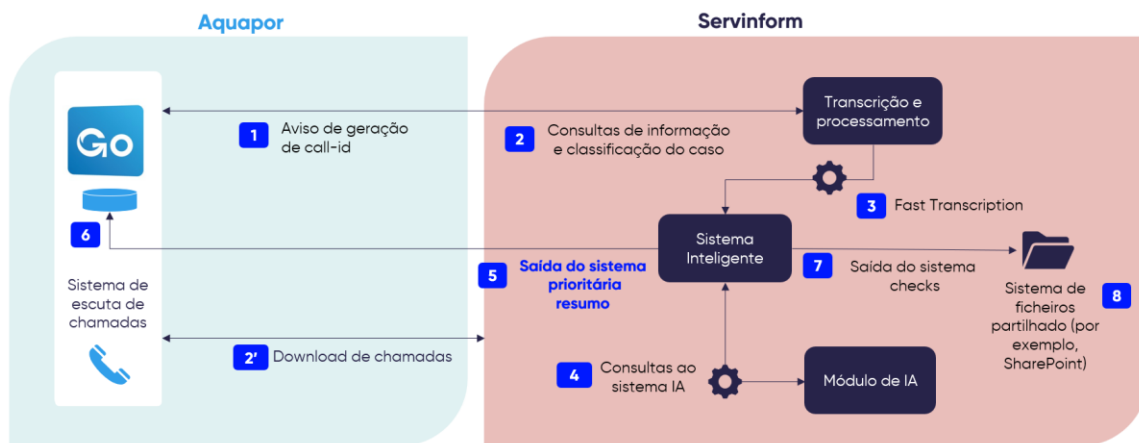 Aquapor
Servinform
Go
1
Aviso de geração
de call-id
2
Consultas de informação
e classificação do caso
Transcrição e
processamento
3
Fast Transcription
6
Sistema de
escuta de
chamadas
5
Saída do sistema
prioritária
resumo
Sistema
Inteligente
7
Saída do sistema
checks
8
Sistema de
ficheiros
partilhado (por
exemplo,
SharePoint)
2'
Download de chamadas
4
Consultas ao
sistema IA
Módulo de IA